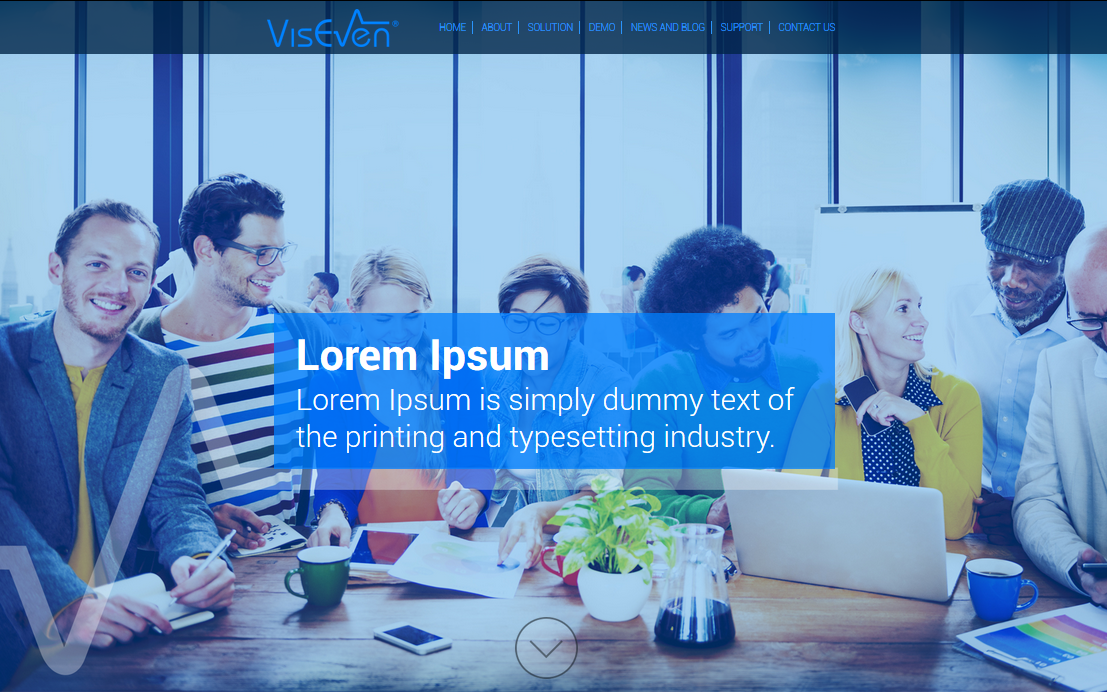 VisEven®
HOME | ABOUT | SOLUTION | DEMO | NEWS AND BLOG | SUPPORT | CONTACT US
Lorem Ipsum
Lorem Ipsum is simply dummy text of
the printing and typesetting industry.